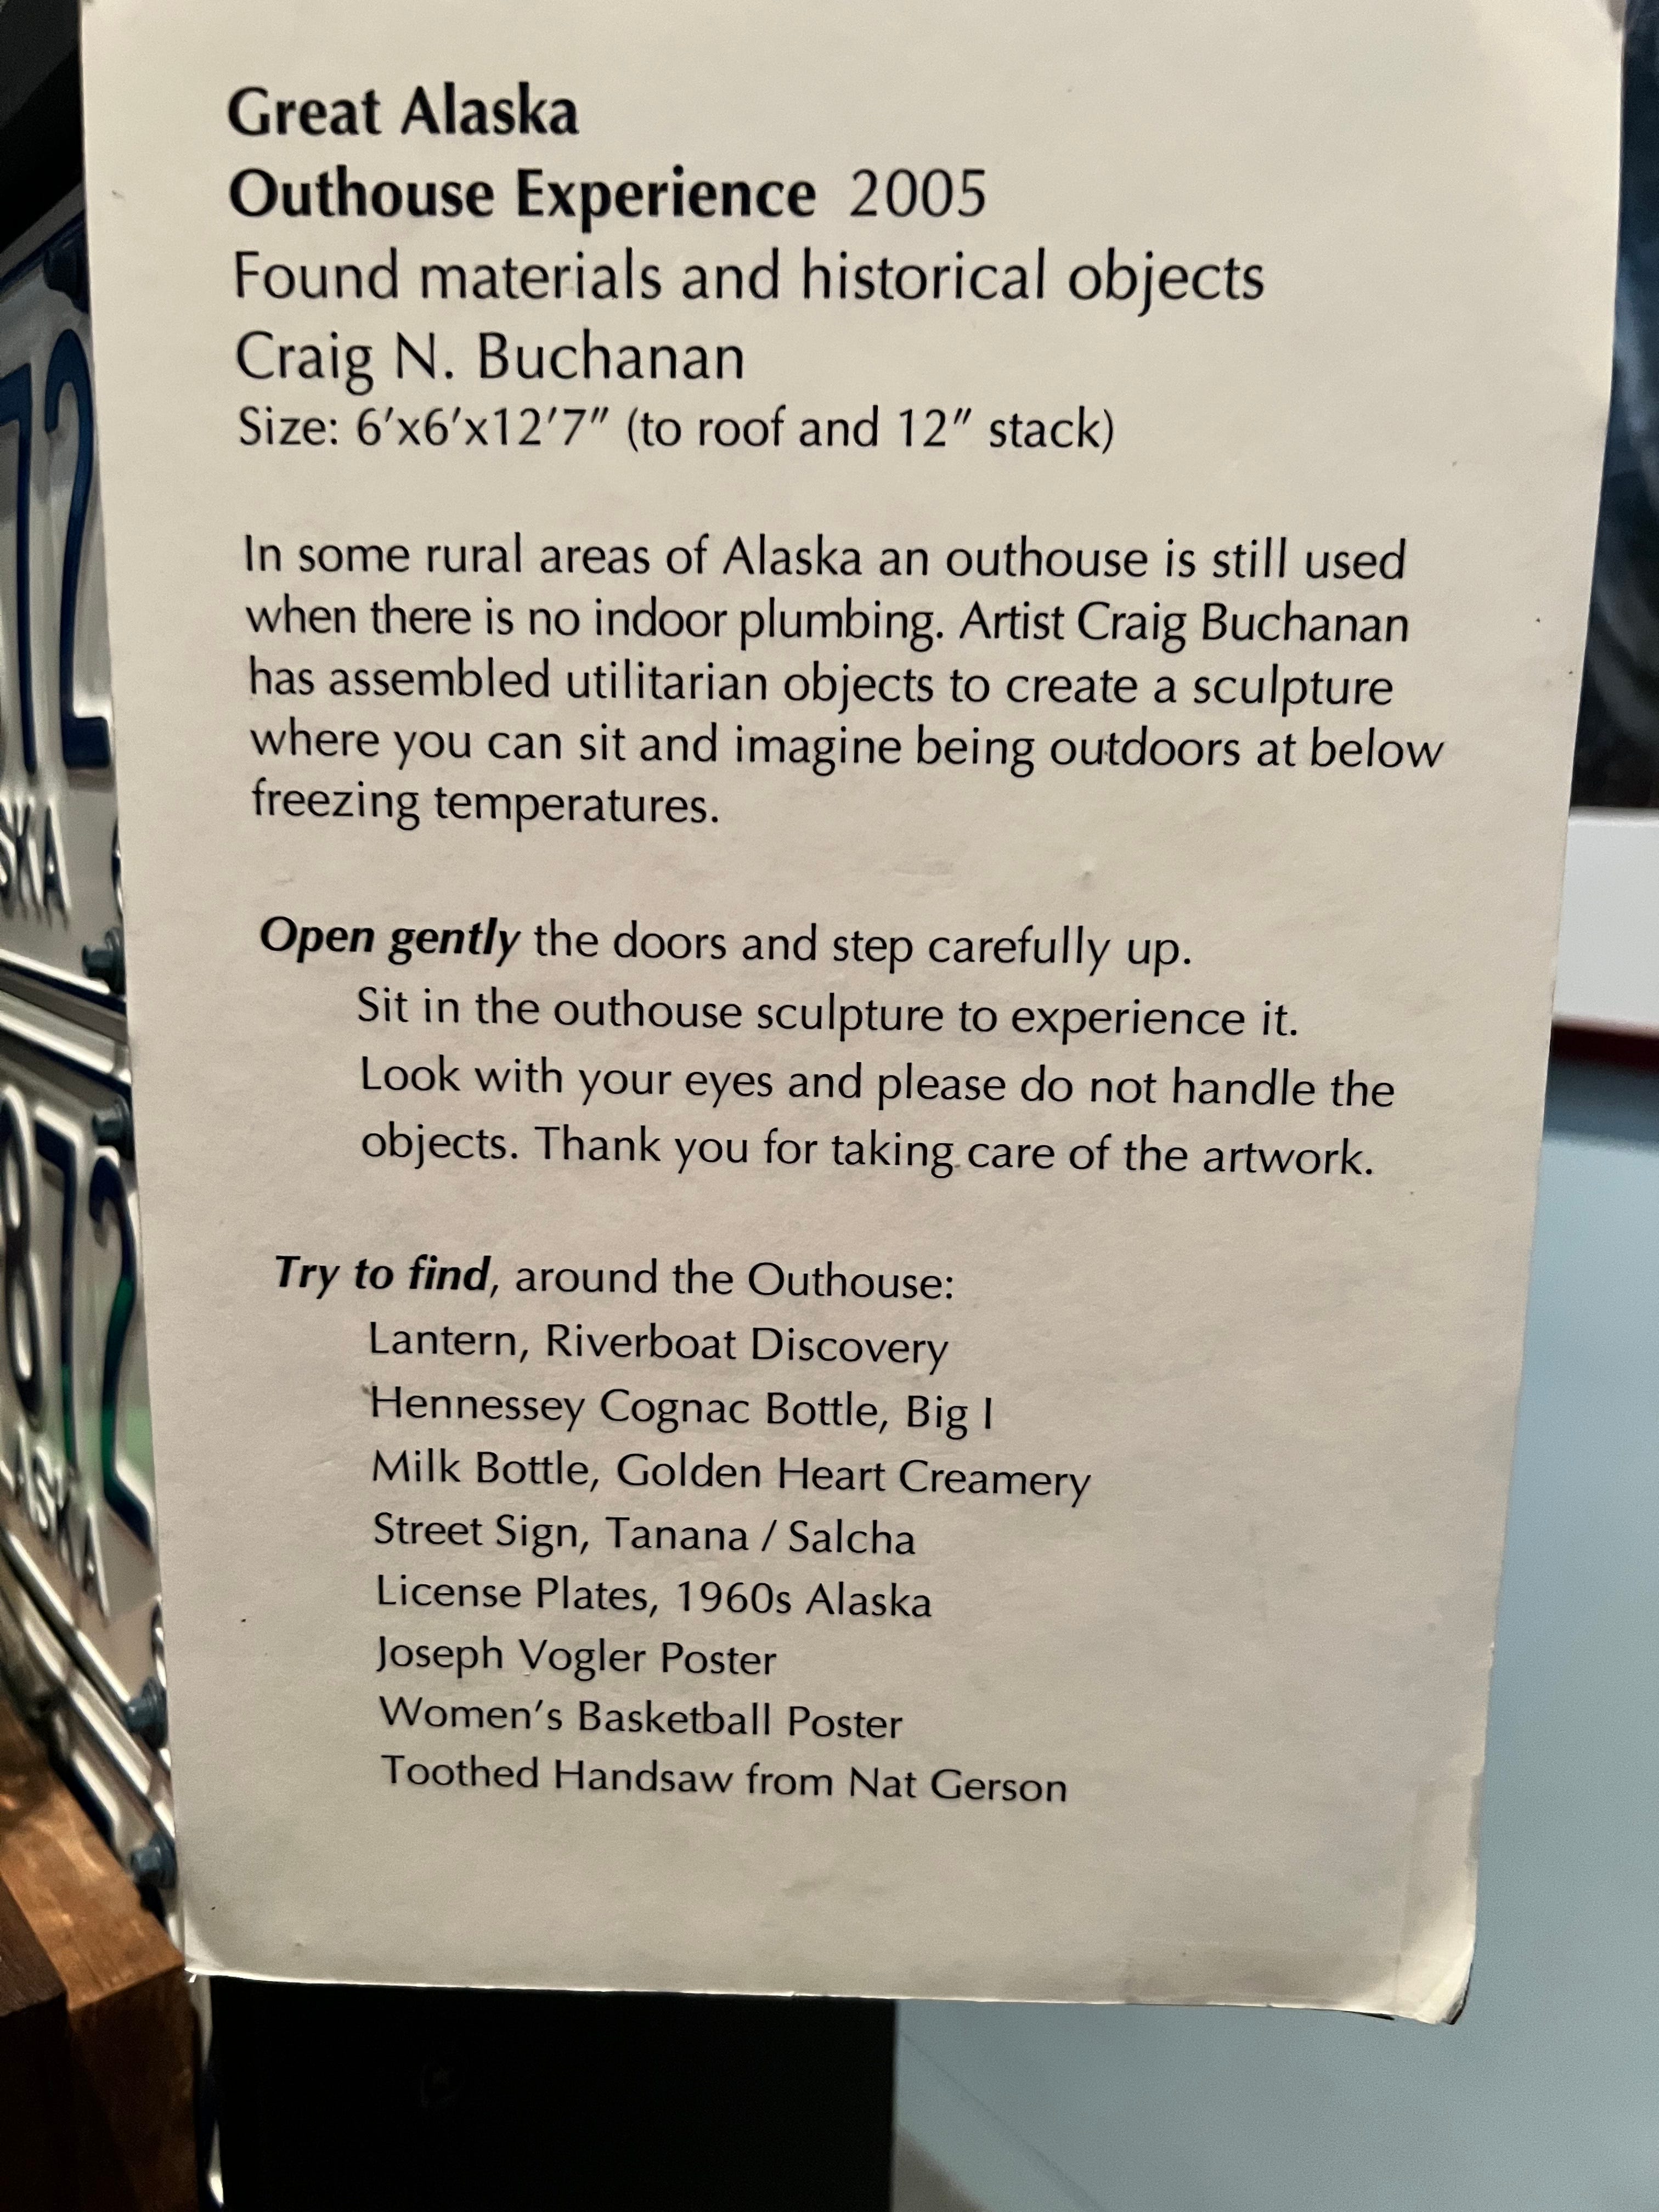 Great Alaska
Outhouse Experience 2005
Found materials and historical objects
Craig N. Buchanan
Size: 6′x6′x12′7″ (to roof and 12″ stack)
In some rural areas of Alaska an outhouse is still used
when there is no indoor plumbing. Artist Craig Buchanan
has assembled utilitarian objects to create a sculpture
where you can sit and imagine being outdoors at below
freezing temperatures.
Open gently the doors and step carefully up.
Sit in the outhouse sculpture to experience it.
Look with your eyes and please do not handle the
objects. Thank you for taking care of the artwork.
Try to find, around the Outhouse:
Lantern, Riverboat Discovery
Hennessey Cognac Bottle, Big I
Milk Bottle, Golden Heart Creamery
Street Sign, Tanana / Salcha
License Plates, 1960s Alaska
Joseph Vogler Poster
Women's Basketball Poster
Toothed Handsaw from Nat Gerson
72
SKA
872
ASKA